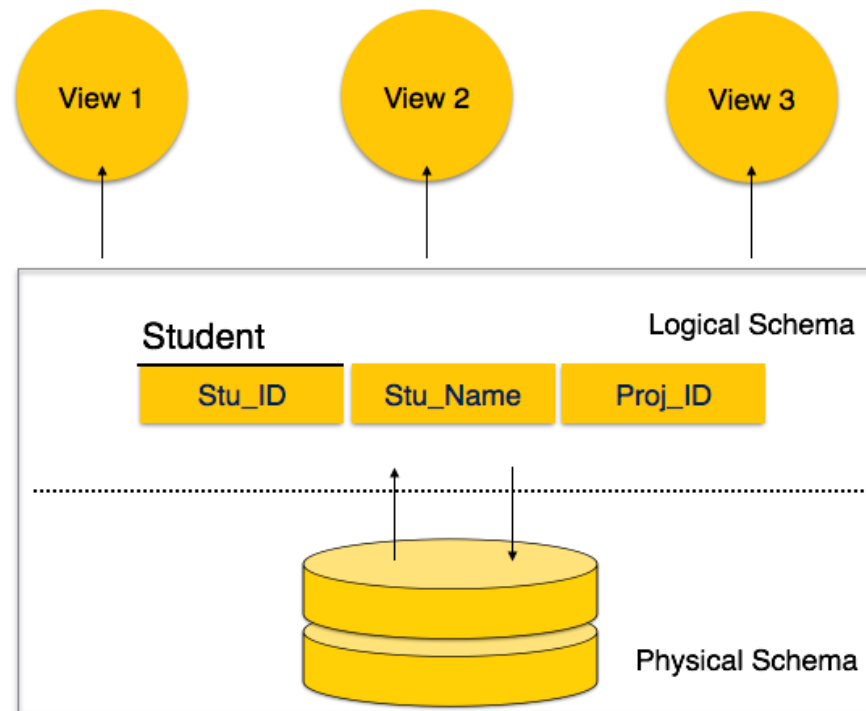 View 1
View 2
View 3
Logical Schema
Student
Stu_ID
Stu_Name
Proj_ID
Physical Schema